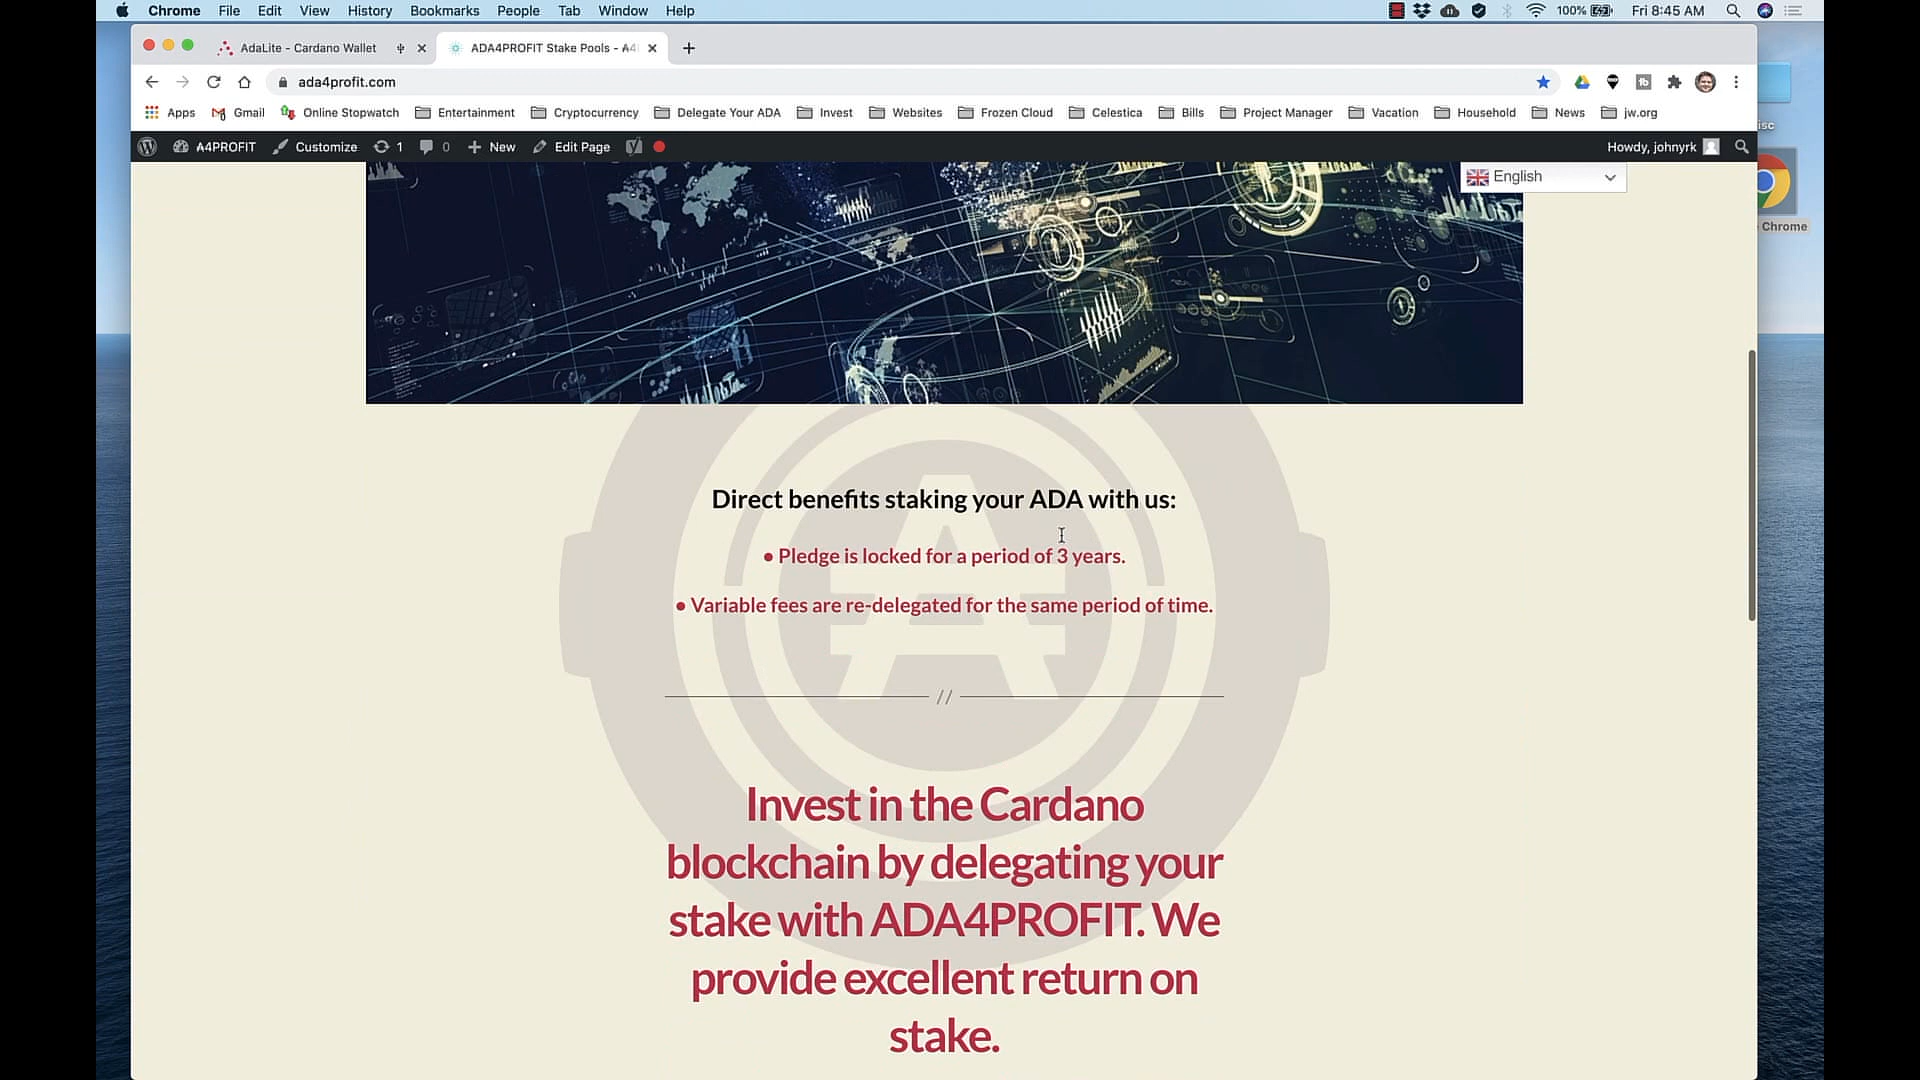 Chrome File Edit View History Bookmarks People Tab Window Help 100% Fri 8:45 AM
AdaLite - Cardano Wallet ADA4PROFIT Stake Pools - A4
ada4profit.com
Apps Gmail Online Stopwatch Entertainment Cryptocurrency Delegate Your ADA Invest Websites Frozen Cloud Celestica Bills Project Manager Vacation Household News jw.org
A4PROFIT Customize 1 0 New Edit Page Howdy, johnyrk
English
Chrome
Direct benefits staking your ADA with us:
• Pledge is locked for a period of 3 years.
• Variable fees are re-delegated for the same period of time.
//
Invest in the Cardano
blockchain by delegating your
stake with ADA4PROFIT. We
provide excellent return on
stake.